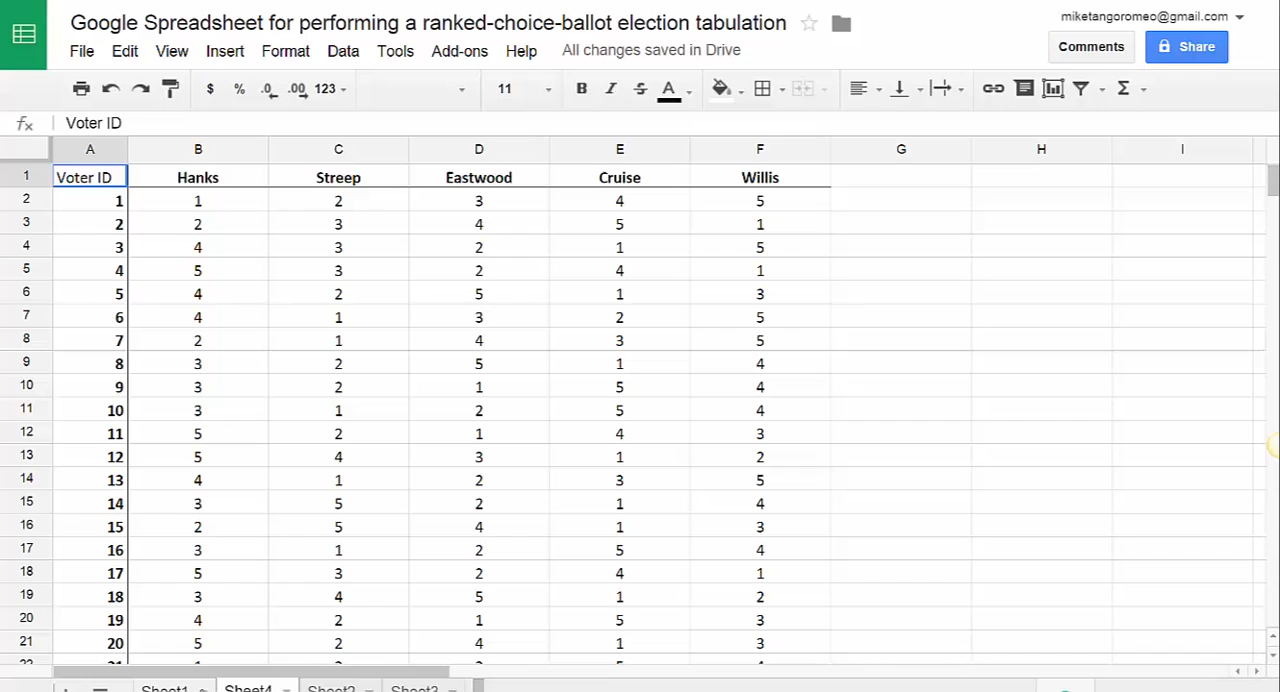 Google Spreadsheet for performing a ranked-choice-ballot election tabulation
miketangoromeo@gmail.com
File Edit View Insert Format Data Tools Add-ons Help All changes saved in Drive
Comments Share
$ % .0 .00 123 11 B I S A Σ
fx Voter ID
A B C D E F G H I
1 Voter ID Hanks Streep Eastwood Cruise Willis
2 1 1 2 3 4 5
3 2 2 3 4 5 1
4 3 4 3 2 1 5
5 4 5 3 2 4 1
6 5 4 2 5 1 3
7 6 4 1 3 2 5
8 7 2 1 4 3 5
9 8 3 2 5 1 4
10 9 3 2 1 5 4
11 10 3 1 2 5 4
12 11 5 2 1 4 3
13 12 5 4 3 1 2
14 13 4 1 2 3 5
15 14 3 5 2 1 4
16 15 2 5 4 1 3
17 16 3 1 2 5 4
18 17 5 3 2 4 1
19 18 3 4 5 1 2
20 19 4 2 1 5 3
21 20 5 2 4 1 3
Sheet1 Sheet4 Sheet2 Sheet3